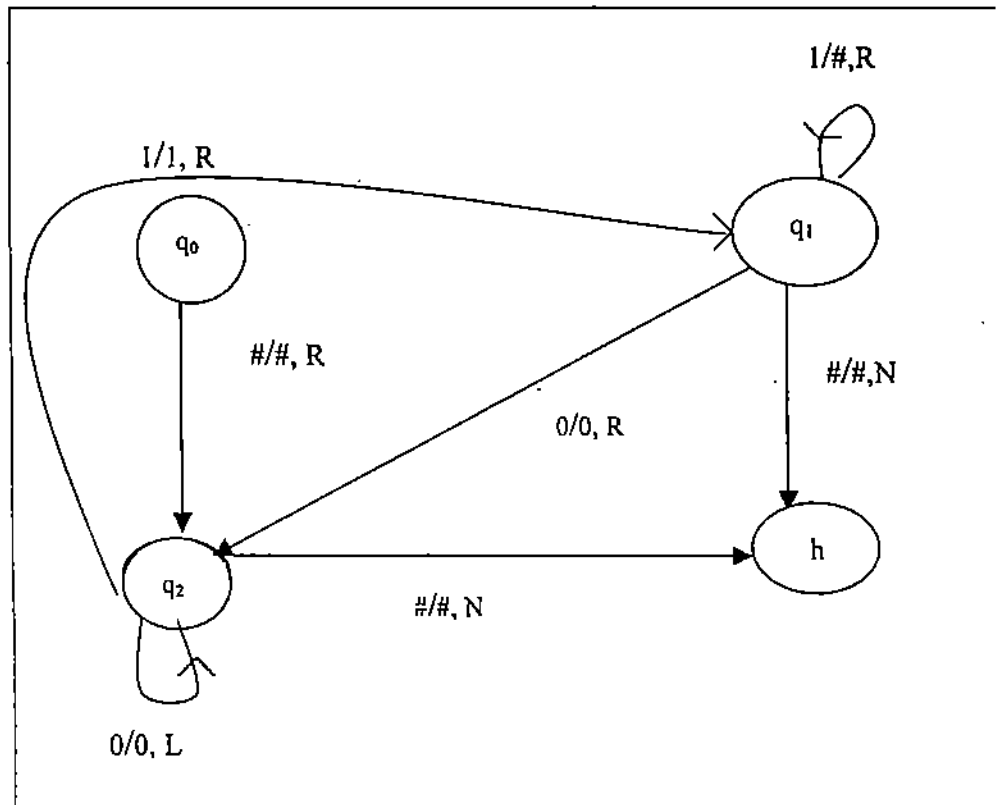 1/#,R
1/1, R
q0
q1
#/#, R
#/#,N
0/0, R
h
q2
#/#, N
0/0, L